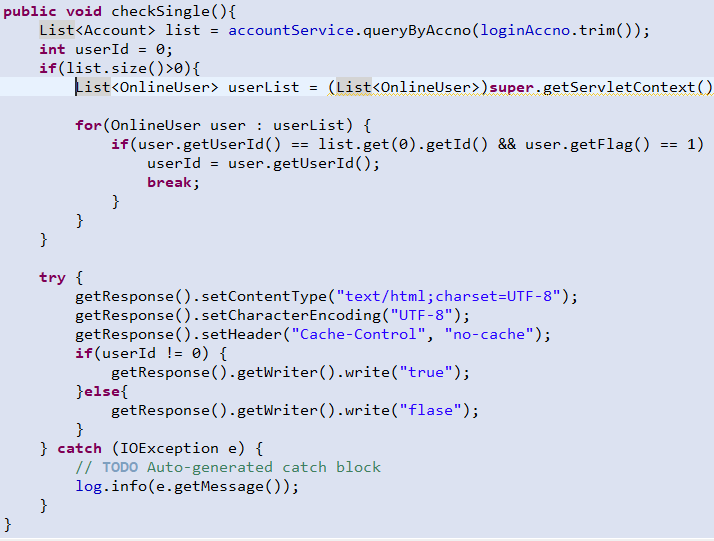 public void checkSingle(){
List<Account> list = accountService.queryByAccno(loginAccno.trim());
int userId = 0;
if(list.size()>0){
List<OnlineUser> userList = (List<OnlineUser>)super.getServletContext()
for(OnlineUser user : userList) {
if(user.getUserId() == list.get(0).getId() && user.getFlag() == 1)
userId = user.getUserId();
break;
}
}
}
try {
getResponse().setContentType("text/html;charset=UTF-8");
getResponse().setCharacterEncoding("UTF-8");
getResponse().setHeader("Cache-Control", "no-cache");
if(userId != 0) {
getResponse().getWriter().write("true");
}else{
getResponse().getWriter().write("flase");
}
} catch (IOException e) {
// TODO Auto-generated catch block
log.info(e.getMessage());
}
}